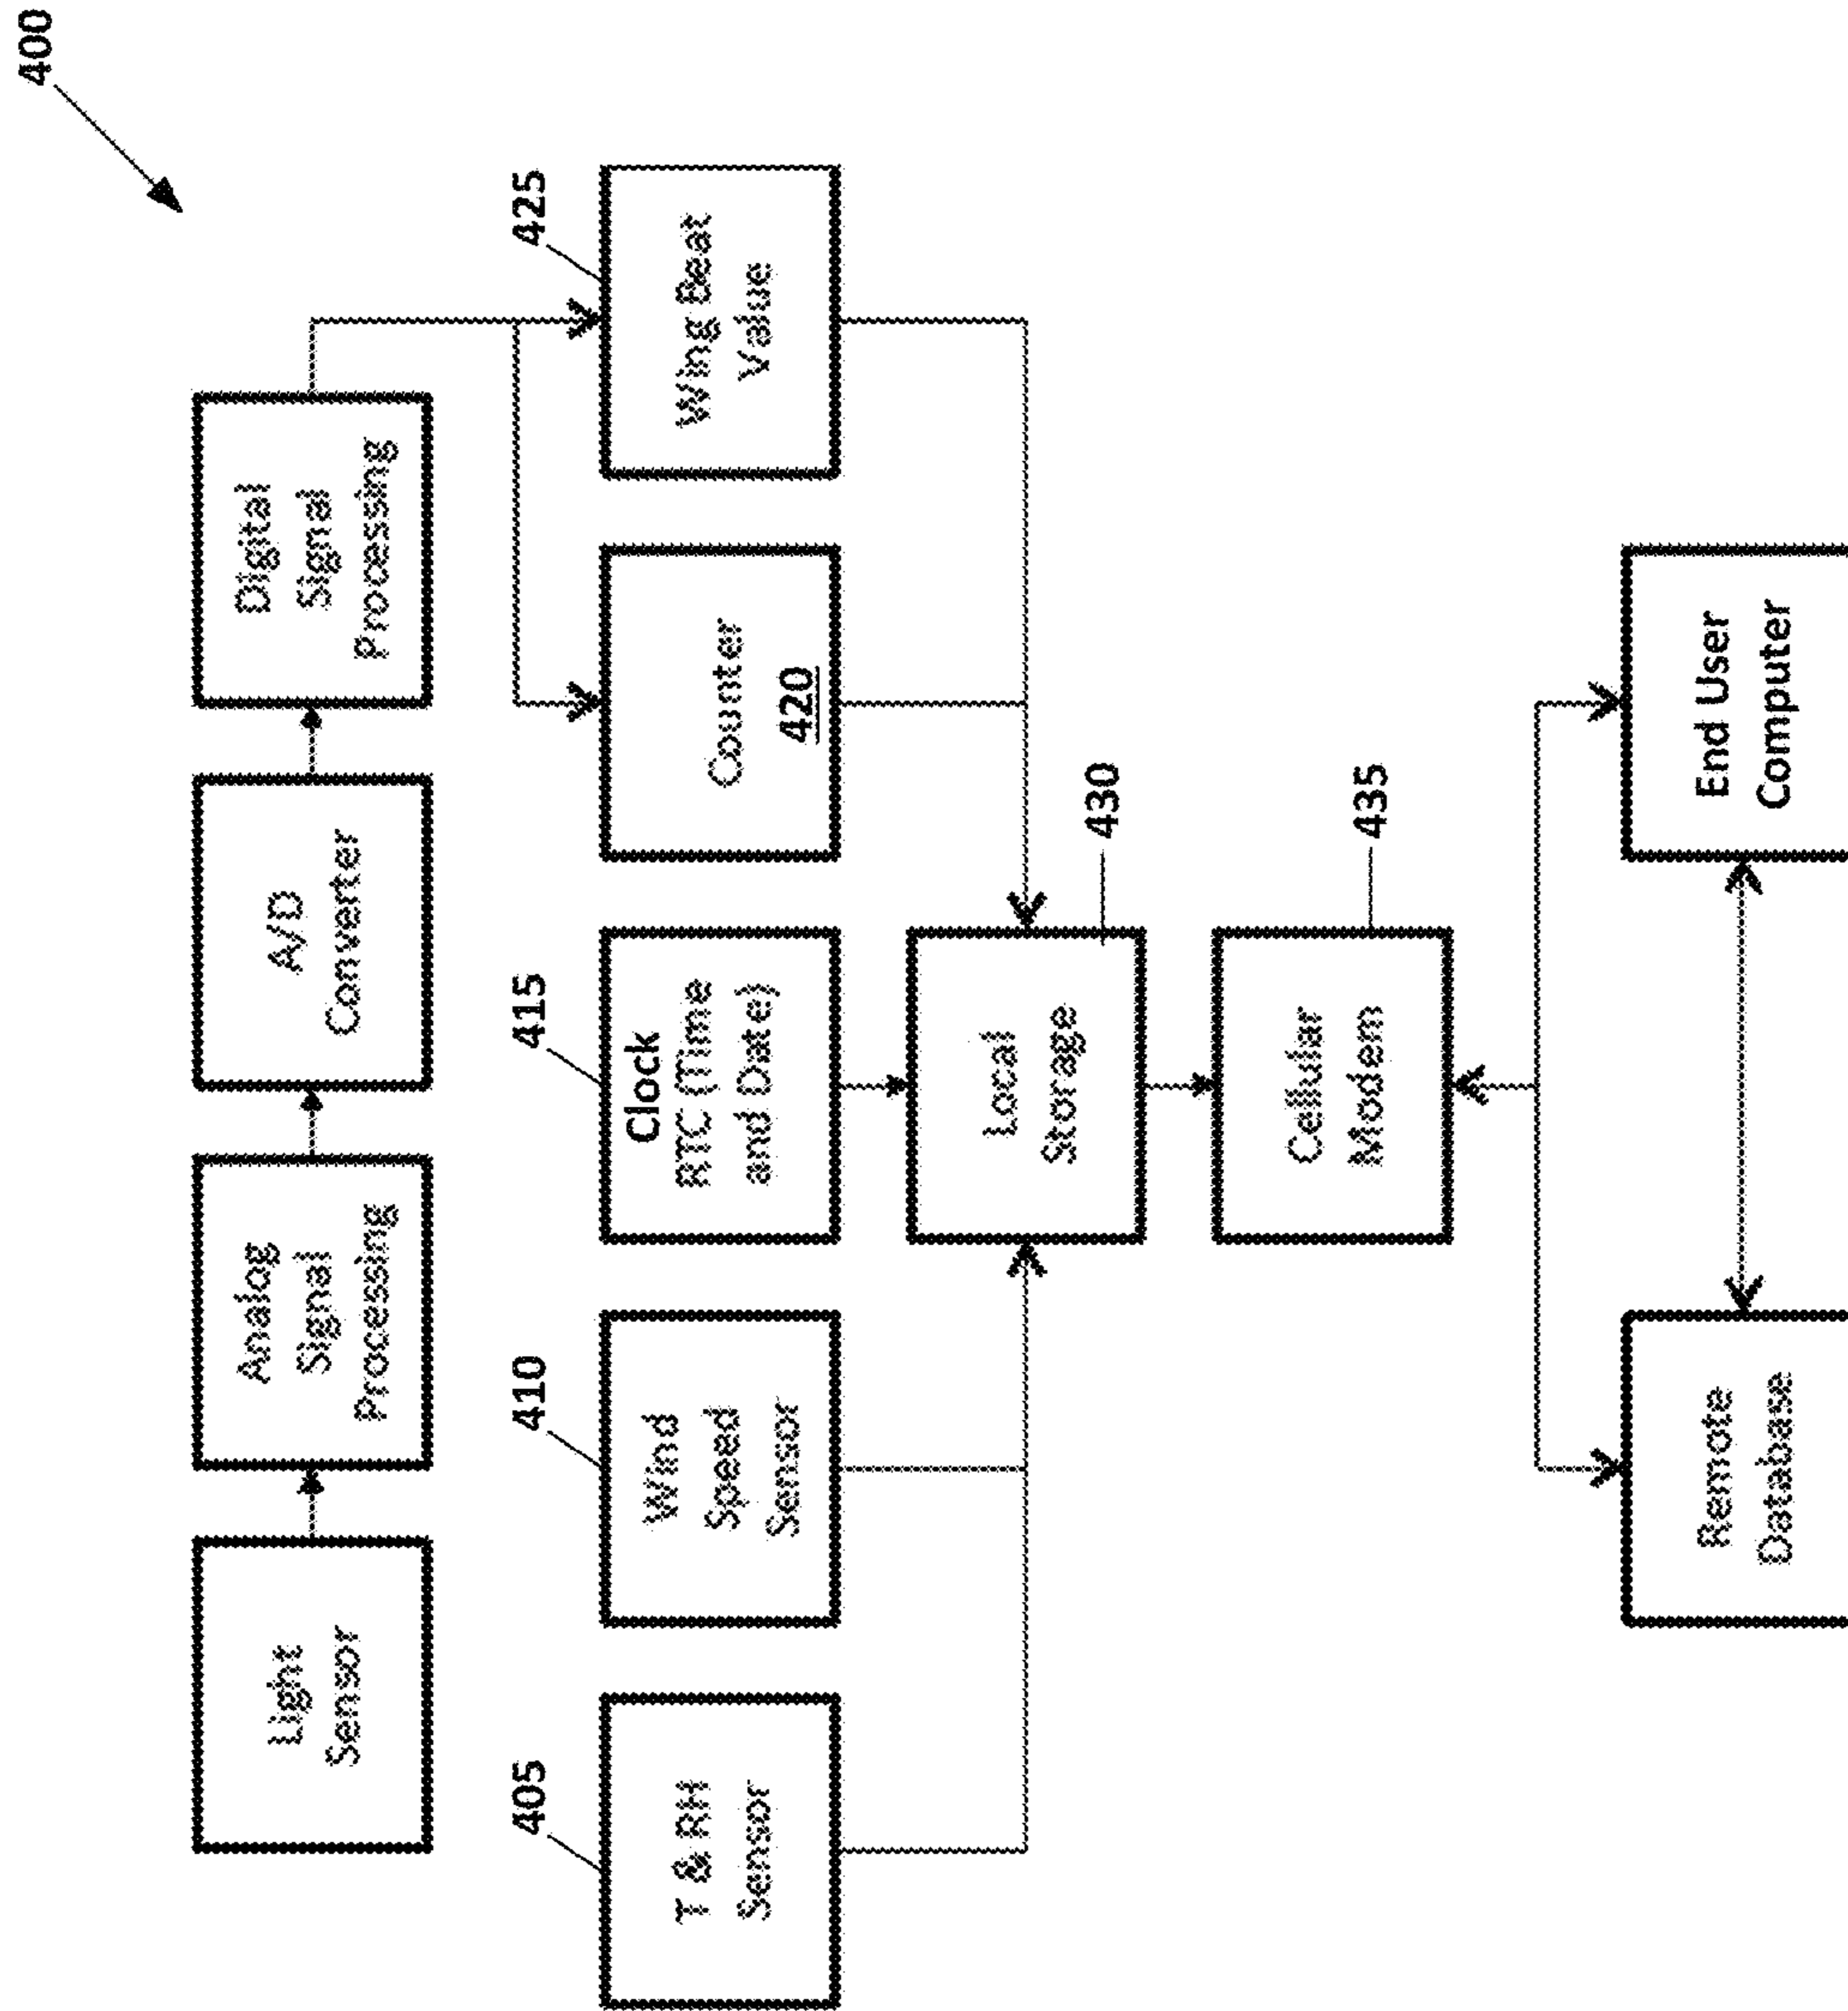 400
Light
Sensor
Analog
Signal
Processing
A/D
Converter
Digital
Signal
Processing
405
T & RH
Sensor
410
Wind
Speed
Sensor
415
Clock
RTC (Time
and Date)
Counter
420
425
Wing Beat
Value
Local
Storage
430
Cellular
Modem
435
Remote
Database
End User
Computer